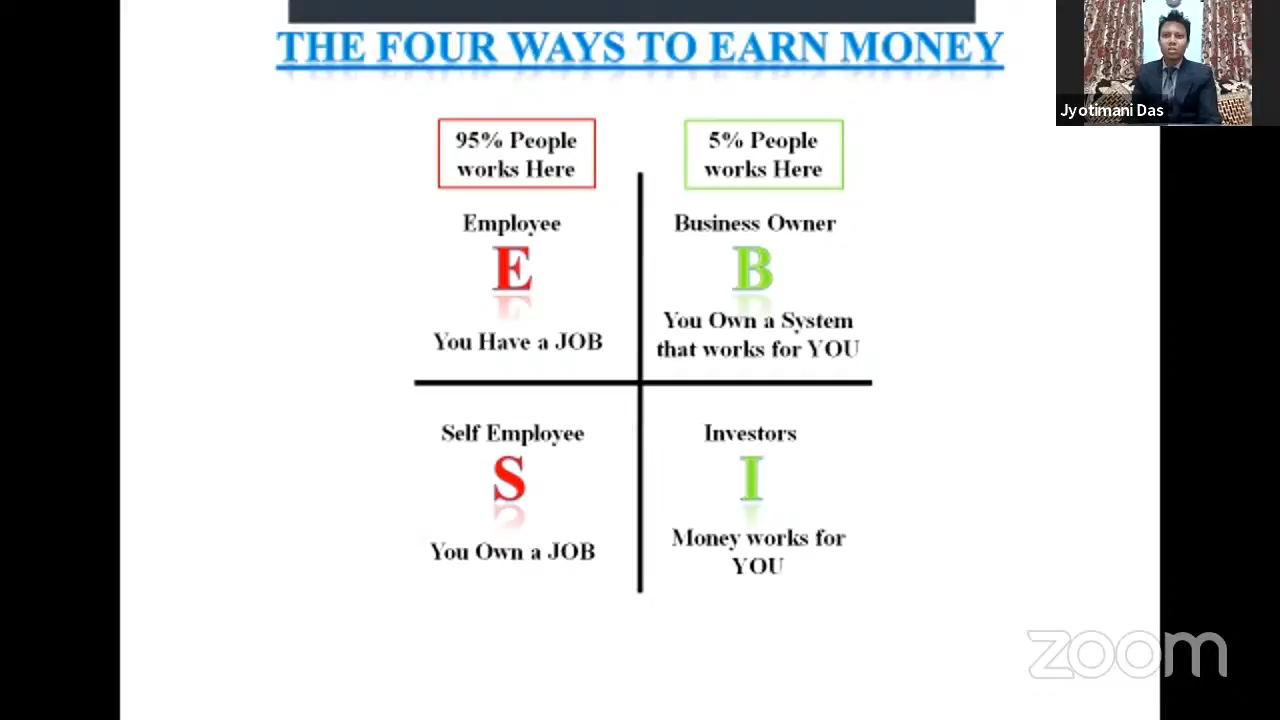 THE FOUR WAYS TO EARN MONEY
Jyotimani Das
95% People
works Here
5% People
works Here
Employee
E
You Have a JOB
Business Owner
B
You Own a System
that works for YOU
Self Employee
S
You Own a JOB
Investors
I
Money works for
YOU
zoom